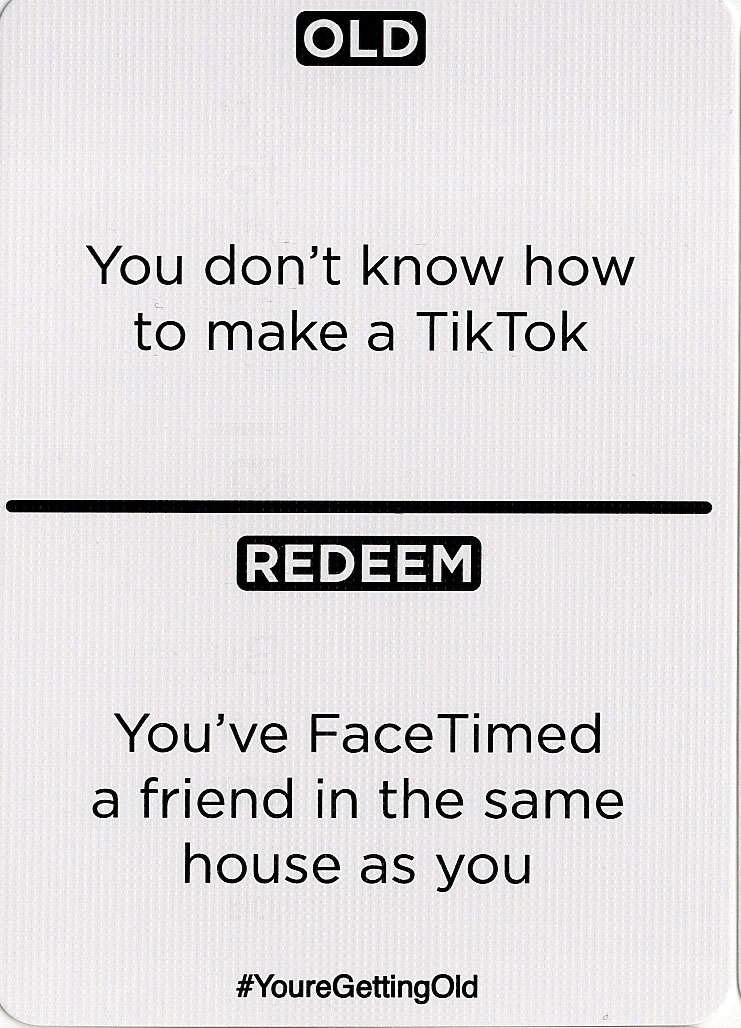 OLD
You don’t know how
to make a TikTok
REDEEM
You’ve FaceTimed
a friend in the same
house as you
#YoureGettingOld